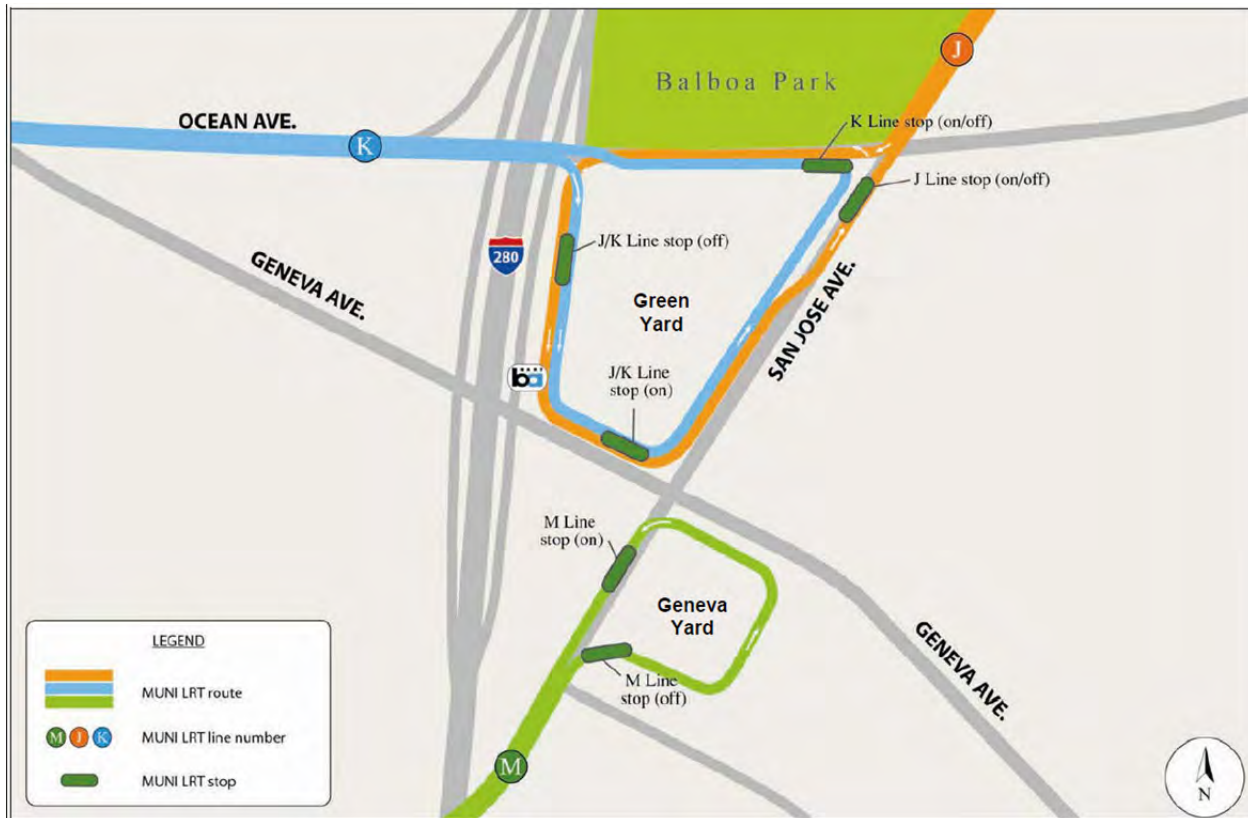 Balboa Park
J
OCEAN AVE.
K
K Line stop (on/off)
J Line stop (on/off)
J/K Line stop (off)
280
GENEVA AVE.
Green
Yard
SAN JOSE AVE.
ba
J/K Line
stop (on)
M Line
stop (on)
Geneva
Yard
M Line
stop (off)
GENEVA AVE.
M
LEGEND
MUNI LRT route
M J K
MUNI LRT line number
MUNI LRT stop
N